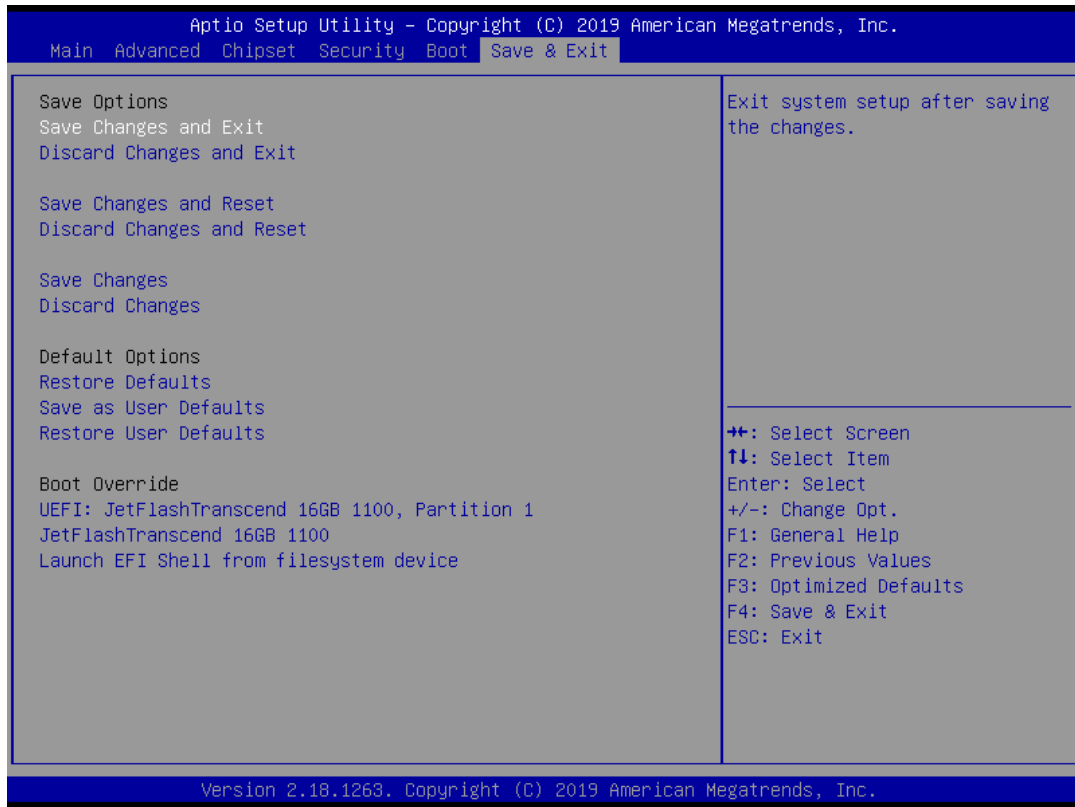 Aptio Setup Utility – Copyright (C) 2019 American Megatrends, Inc.
Main Advanced Chipset Security Boot Save & Exit
Save Options
Save Changes and Exit
Discard Changes and Exit
Save Changes and Reset
Discard Changes and Reset
Save Changes
Discard Changes
Default Options
Restore Defaults
Save as User Defaults
Restore User Defaults
Boot Override
UEFI: JetFlashTranscend 16GB 1100, Partition 1
JetFlashTranscend 16GB 1100
Launch EFI Shell from filesystem device
Exit system setup after saving
the changes.
→←: Select Screen
↑↓: Select Item
Enter: Select
+/-: Change Opt.
F1: General Help
F2: Previous Values
F3: Optimized Defaults
F4: Save & Exit
ESC: Exit
Version 2.18.1263. Copyright (C) 2019 American Megatrends, Inc.